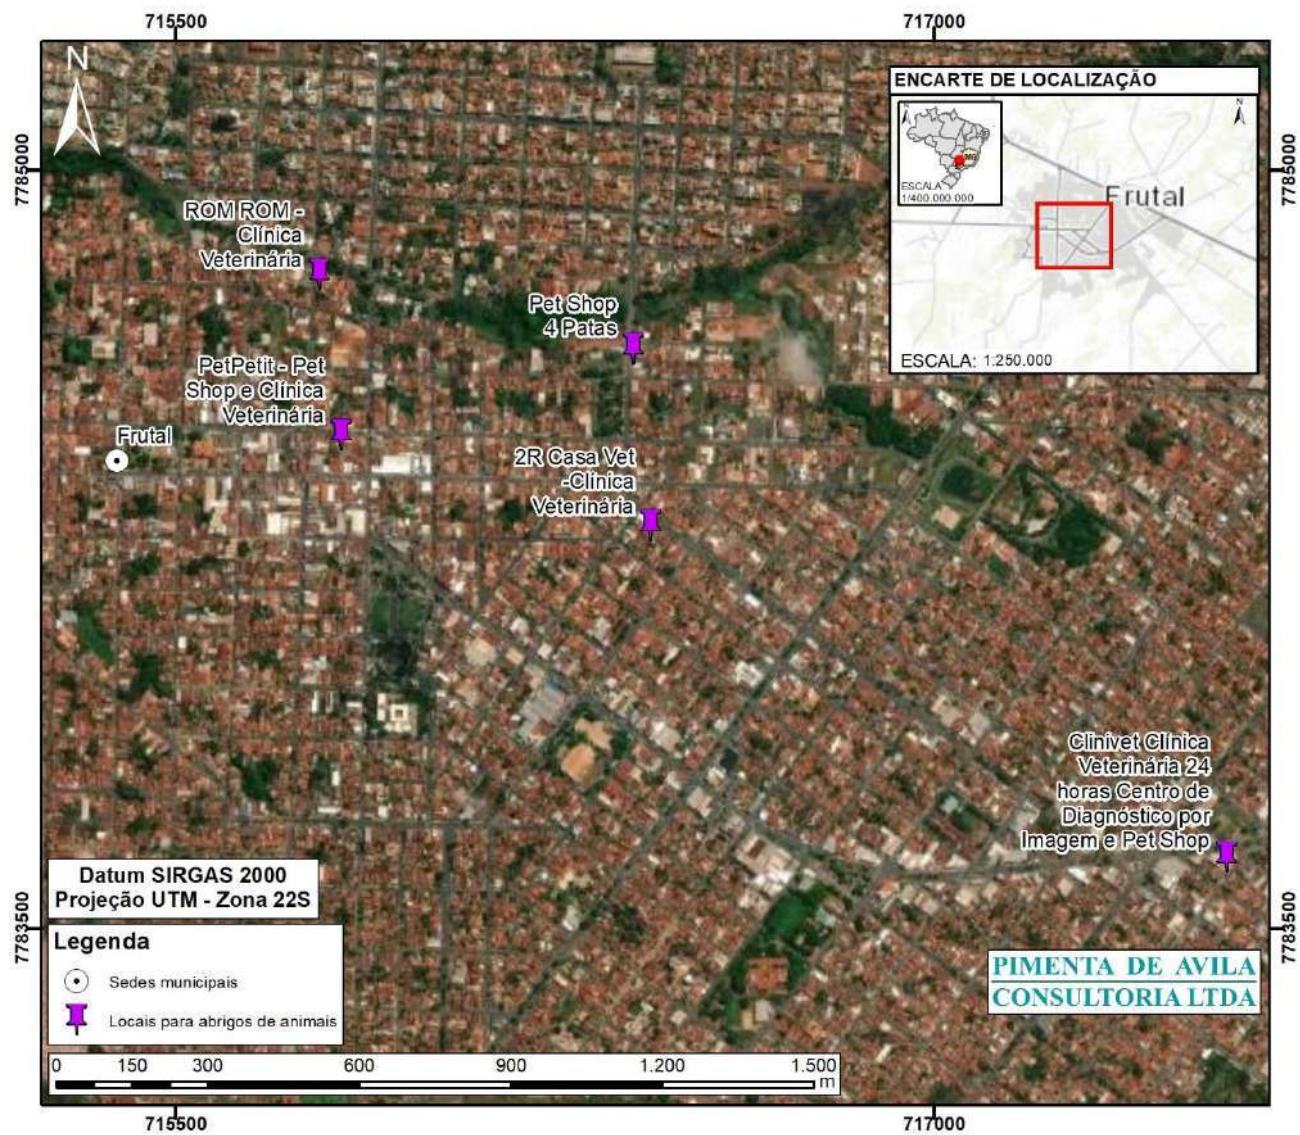 715500
717000
N
7785000
7785000
ENCARTE DE LOCALIZAÇÃO
N
N
MG
ESCALA
1/400.000.000
Frutal
ESCALA: 1:250.000
ROM ROM -
Clínica
Veterinária
Pet Shop
4 Patas
PetPetit - Pet
Shop e Clínica
Veterinária
Frutal
2R Casa Vet
-Clínica
Veterinária
Clinivet Clínica
Veterinária 24
horas Centro de
Diagnóstico por
Imagem e Pet Shop
Datum SIRGAS 2000
Projeção UTM - Zona 22S
7783500
7783500
Legenda
Sedes municipais
Locais para abrigos de animais
PIMENTA DE AVILA
CONSULTORIA LTDA
0 150 300 600 900 1.200 1.500
m
715500
717000